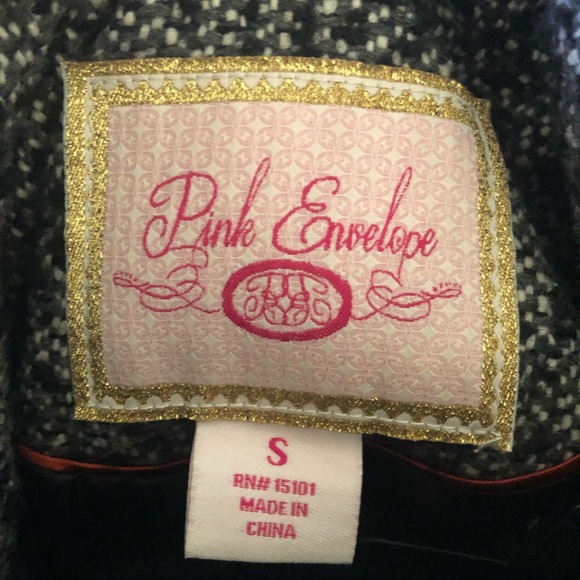 Pink Envelope
S
RN# 15101
MADE IN
CHINA